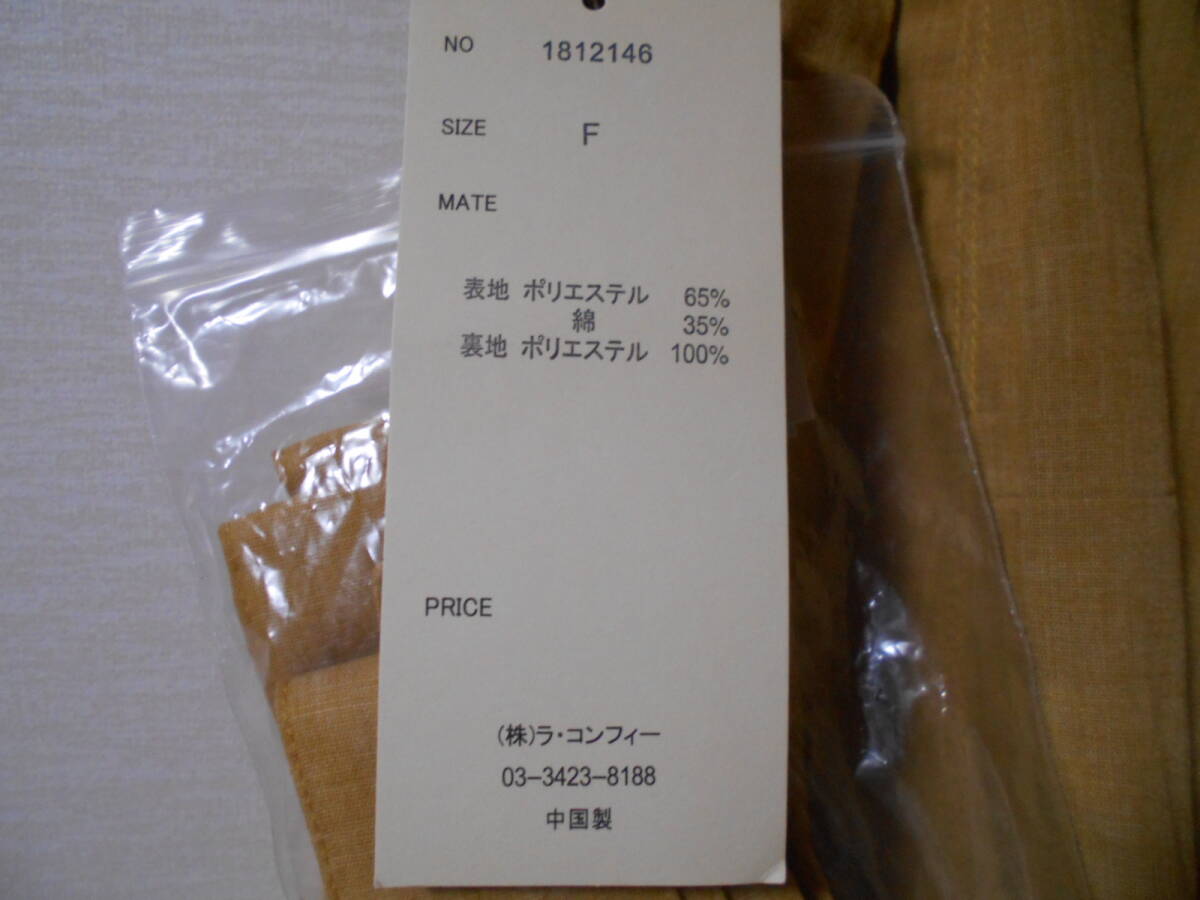 NO 1812146
SIZE F
MATE
表地 ポリエステル 65%
綿 35%
裏地 ポリエステル 100%
PRICE
(株)ラ・コンフィー
03-3423-8188
中国製